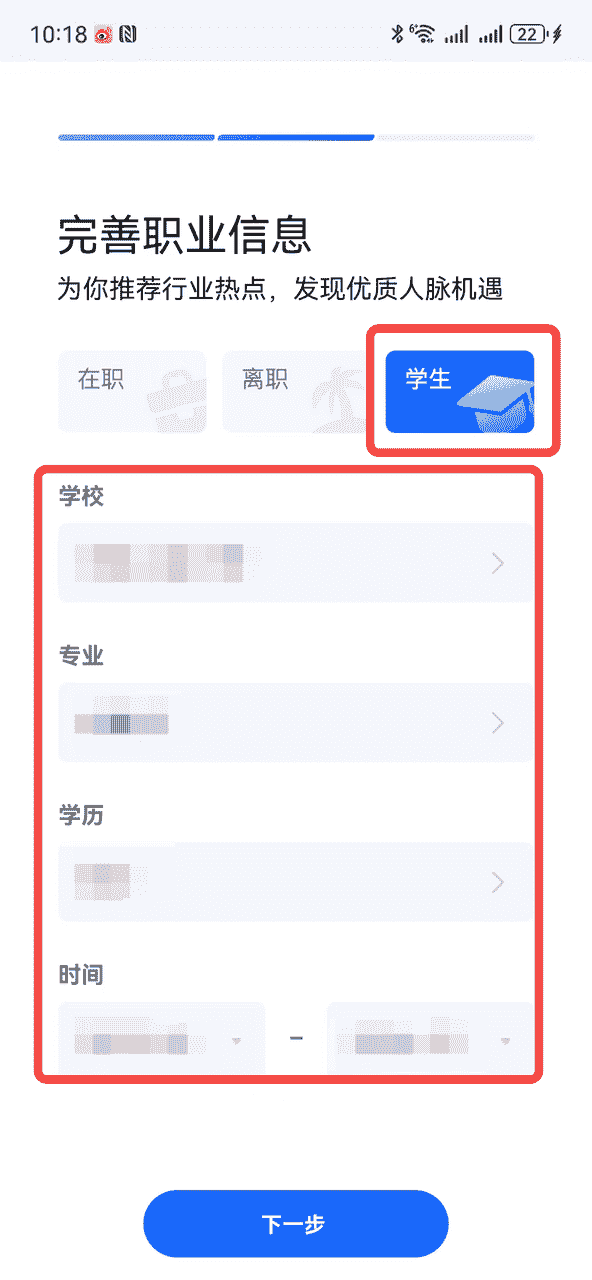 10:18 6+ 22
完善职业信息
为你推荐行业热点，发现优质人脉机遇
在职 离职 学生
学校
专业
学历
时间
–
下一步